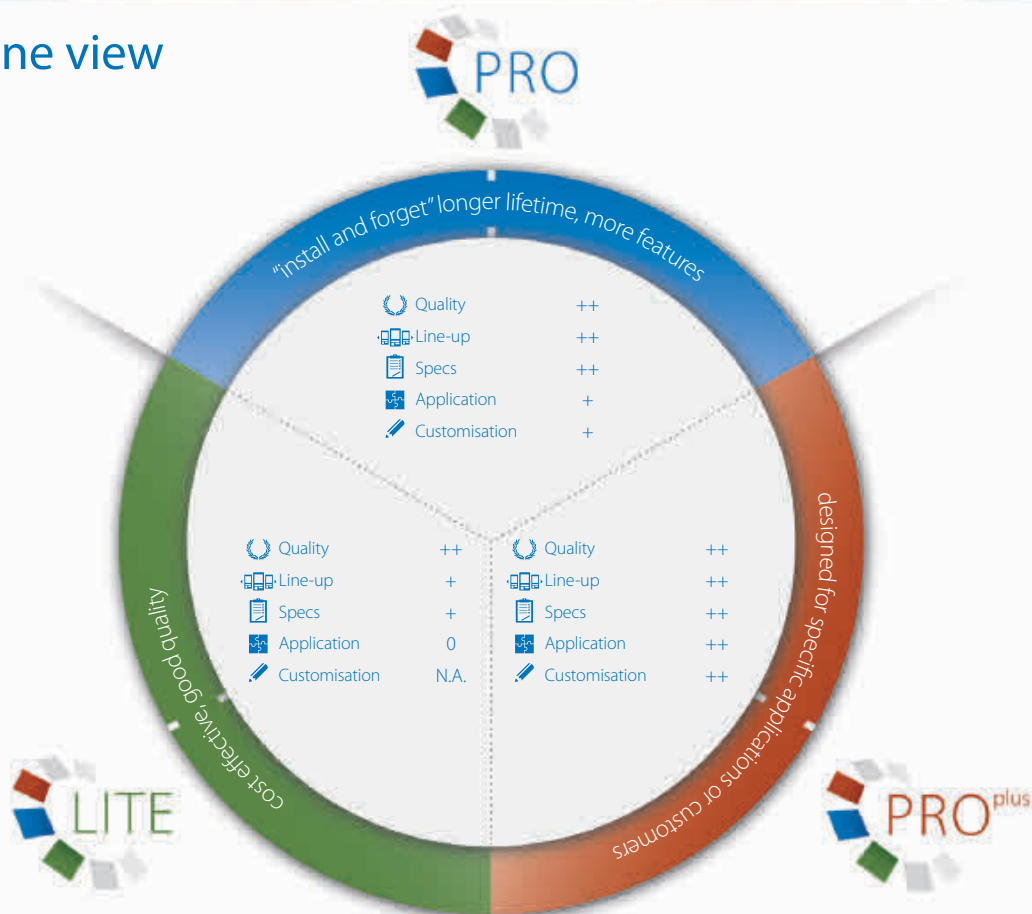 ne view
PRO
"install and forget" longer lifetime, more features
Quality ++
Line-up ++
Specs ++
Application +
Customisation +
Quality ++
Line-up +
Specs +
Application 0
Customisation N.A.
Quality ++
Line-up ++
Specs ++
Application ++
Customisation ++
cost effective, good quality
designed for specific applications or customers
LITE
PRO plus